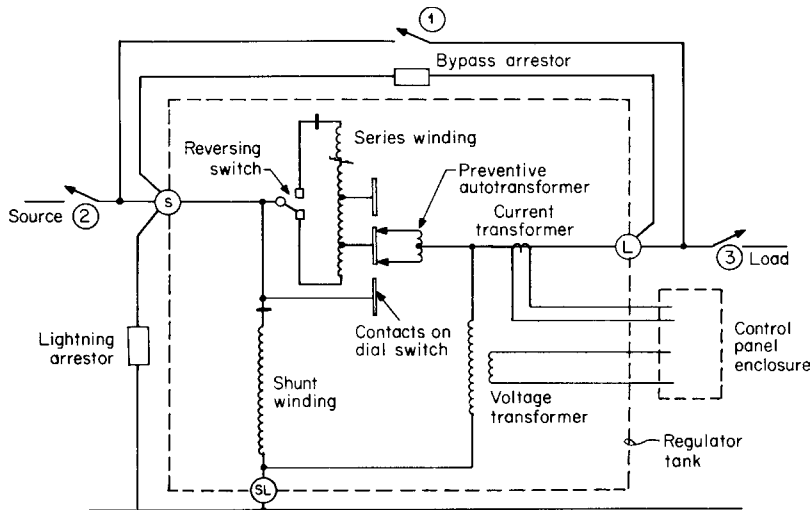 1
Bypass arrestor
Series winding
Reversing
switch
Preventive
autotransformer
Current
transformer
S
Source
2
L
3
Load
Contacts on
dial switch
Control
panel
enclosure
Lightning
arrestor
Shunt
winding
Voltage
transformer
Regulator
tank
SL